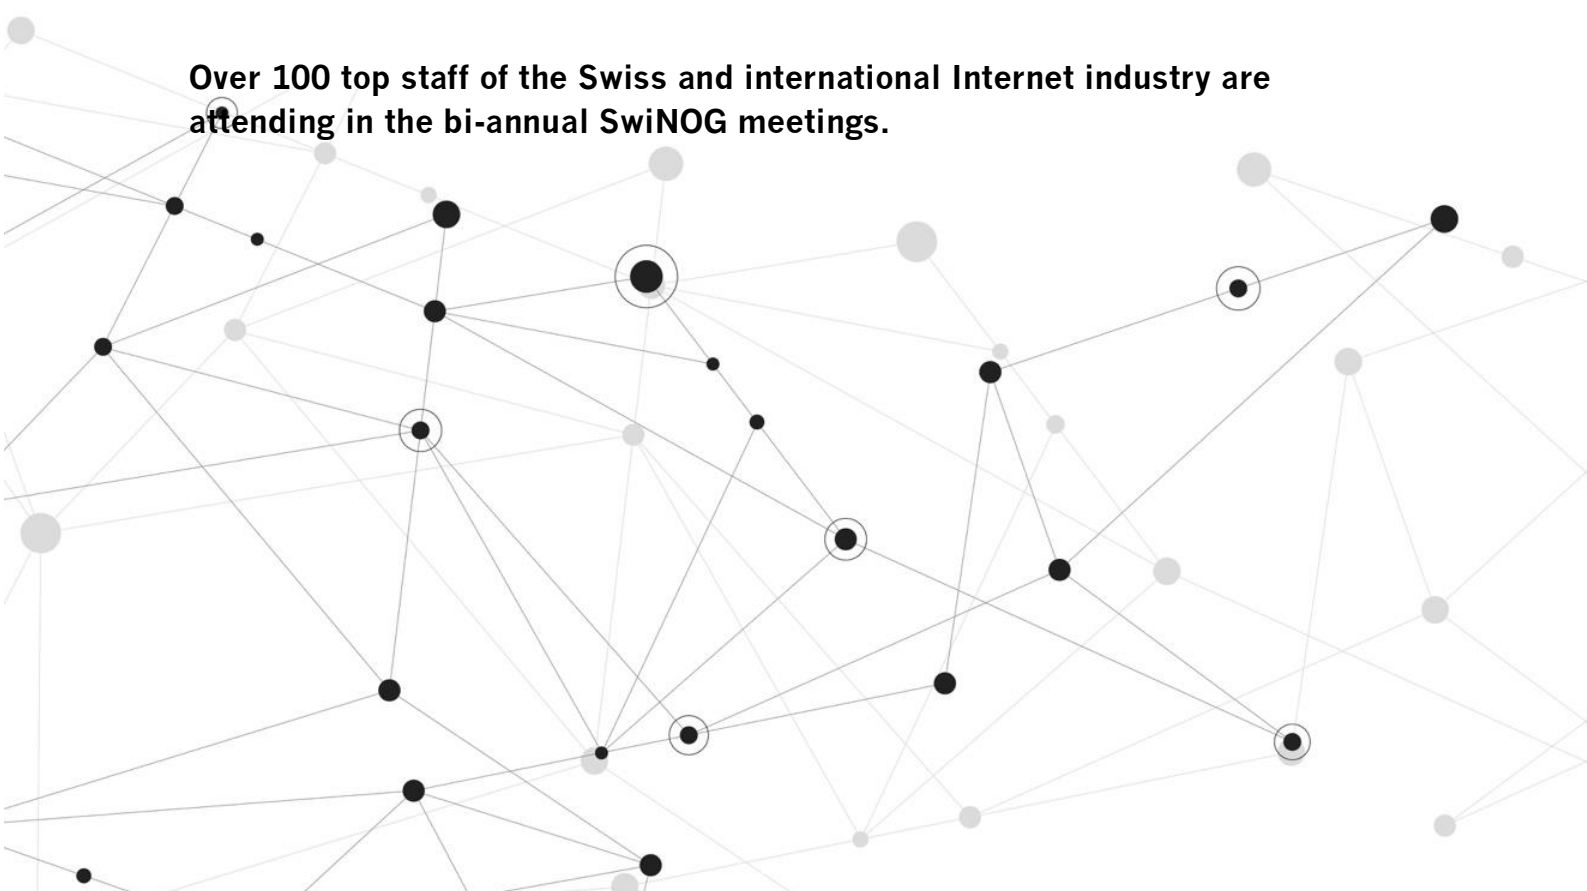 Over 100 top staff of the Swiss and international Internet industry are
attending in the bi-annual SwiNOG meetings.